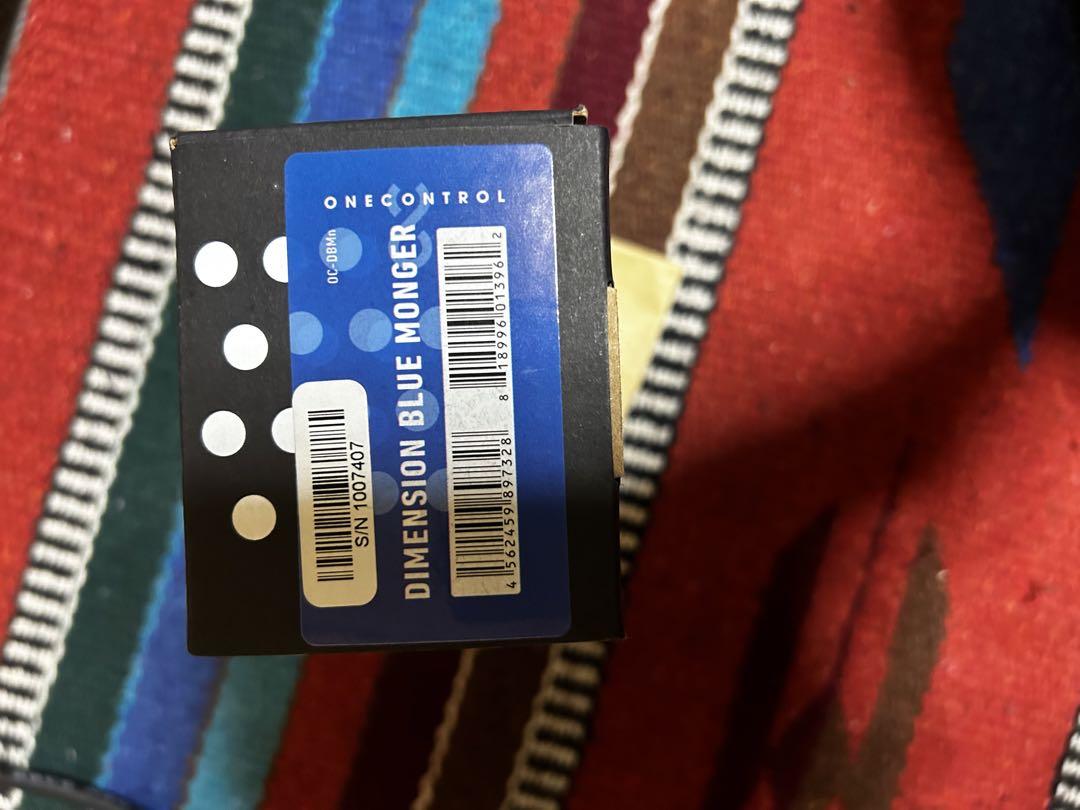 ONECONTROL
OC-DBMn
DIMENSION BLUE MONGER
S/N 1007407
4 562459 897328
8 18996 01396 2